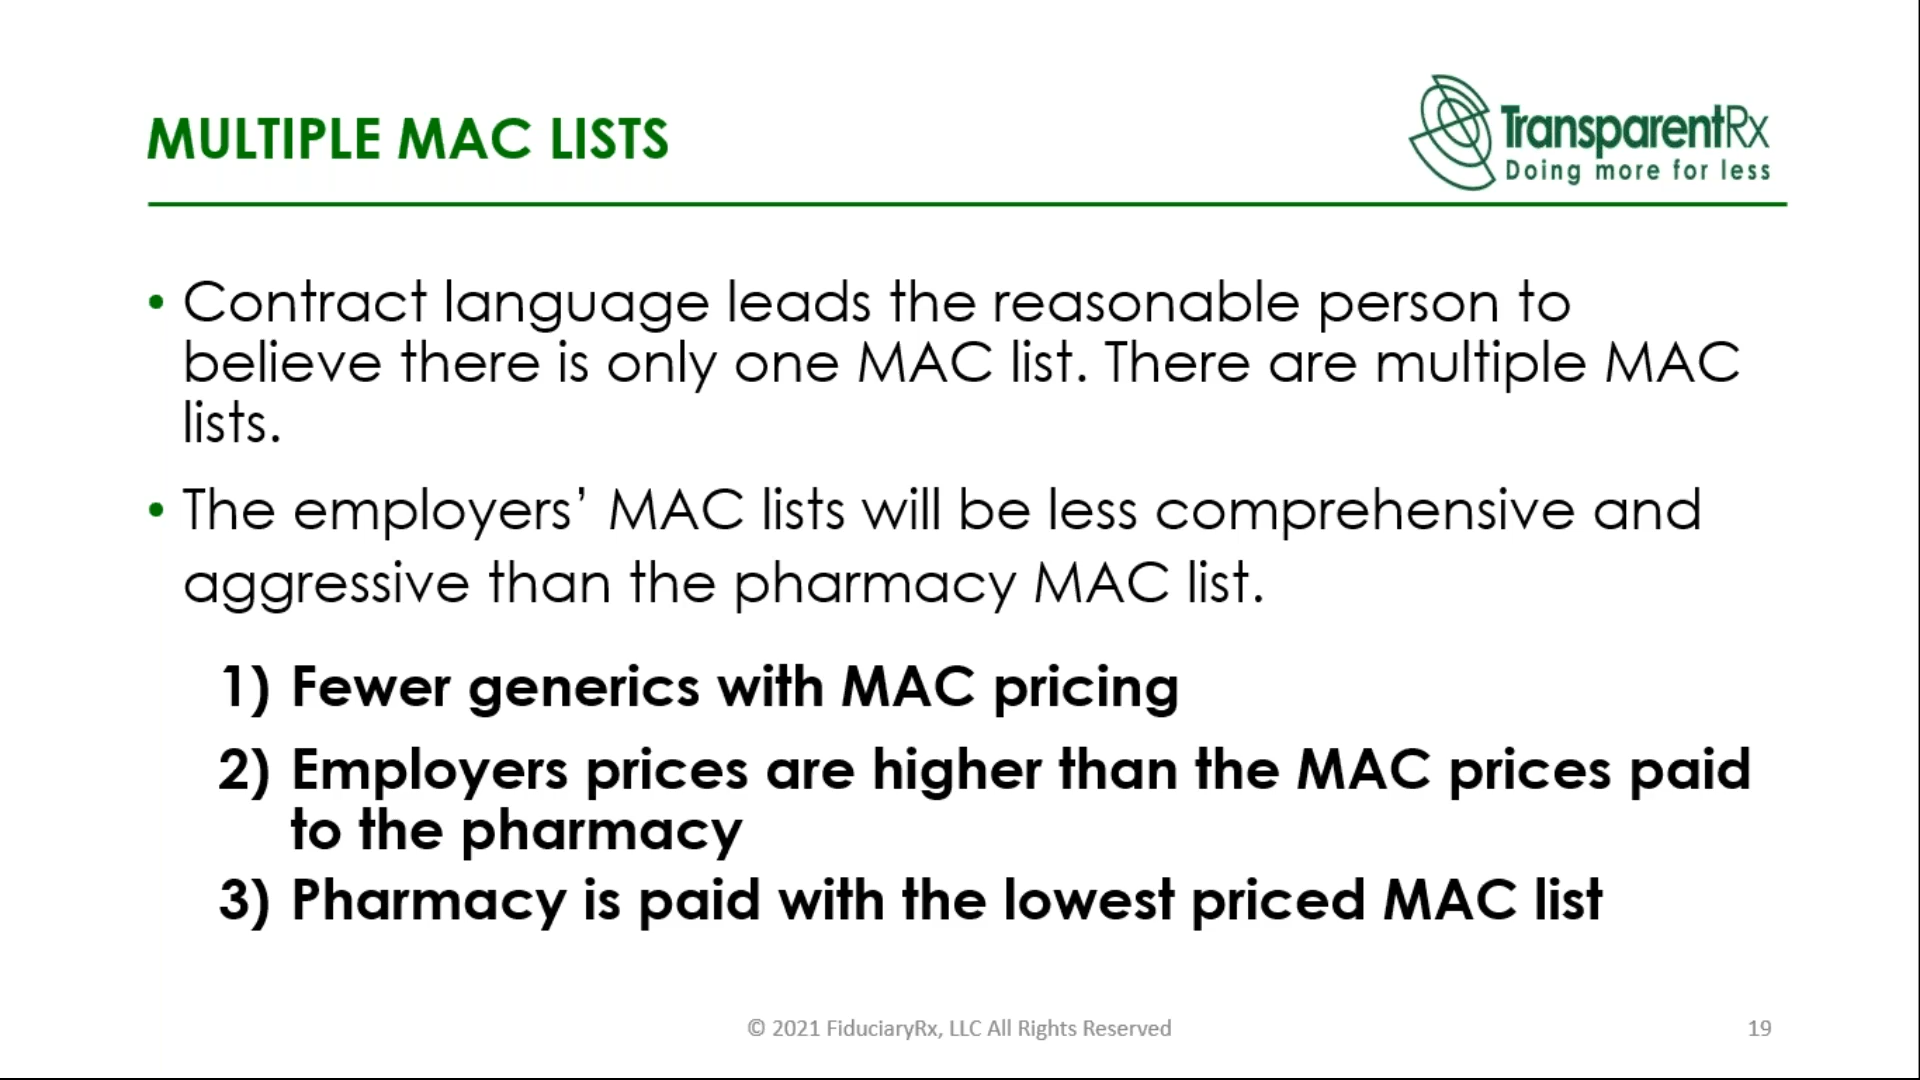 MULTIPLE MAC LISTS
TransparentRx
Doing more for less
• Contract language leads the reasonable person to
believe there is only one MAC list. There are multiple MAC
lists.
• The employers’ MAC lists will be less comprehensive and
aggressive than the pharmacy MAC list.
1) Fewer generics with MAC pricing
2) Employers prices are higher than the MAC prices paid
to the pharmacy
3) Pharmacy is paid with the lowest priced MAC list
© 2021 FiduciaryRx, LLC All Rights Reserved
19